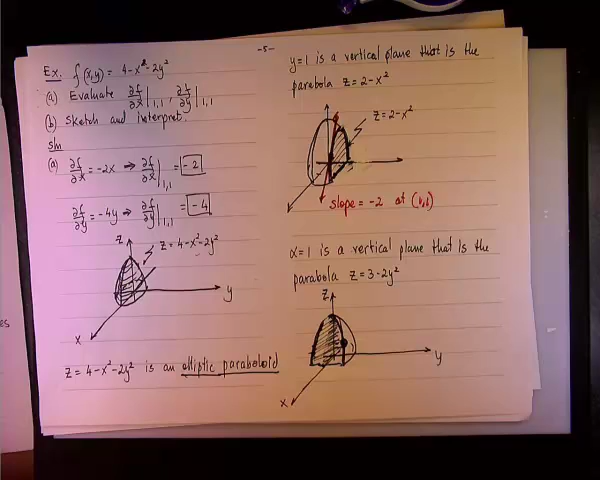 -5-
Ex. f(x,y) = 4-x²-2y²
(a) Evaluate ∂f/∂x|₁,₁ , ∂f/∂y|₁,₁
(b) Sketch and interpret.
Sln
(a) ∂f/∂x = -2x → ∂f/∂x|₁,₁ = -2
∂f/∂y = -4y → ∂f/∂y|₁,₁ = -4
z
z = 4-x²-2y²
y
x
z = 4-x²-2y² is an elliptic paraboloid
y=1 is a vertical plane that is the
parabola z = 2-x²
z = 2-x²
slope = -2 at (1,1)
x=1 is a vertical plane that is the
parabola z = 3-2y²
z
y
x
es